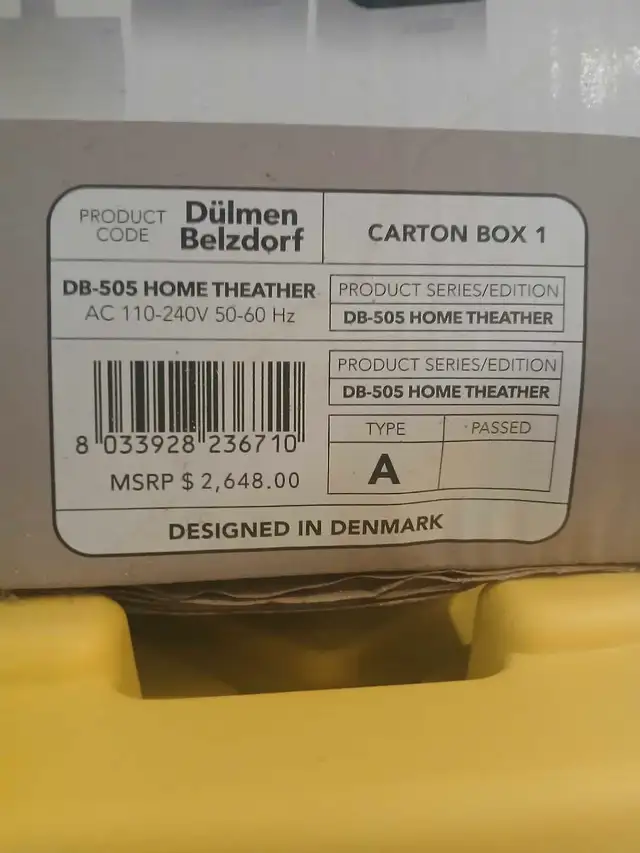 PRODUCT CODE
Dülmen Belzdorf
CARTON BOX 1
DB-505 HOME THEATHER
AC 110-240V 50-60 Hz
PRODUCT SERIES/EDITION
DB-505 HOME THEATHER
PRODUCT SERIES/EDITION
DB-505 HOME THEATHER
8 033928 236710
MSRP $ 2,648.00
TYPE
PASSED
A
DESIGNED IN DENMARK